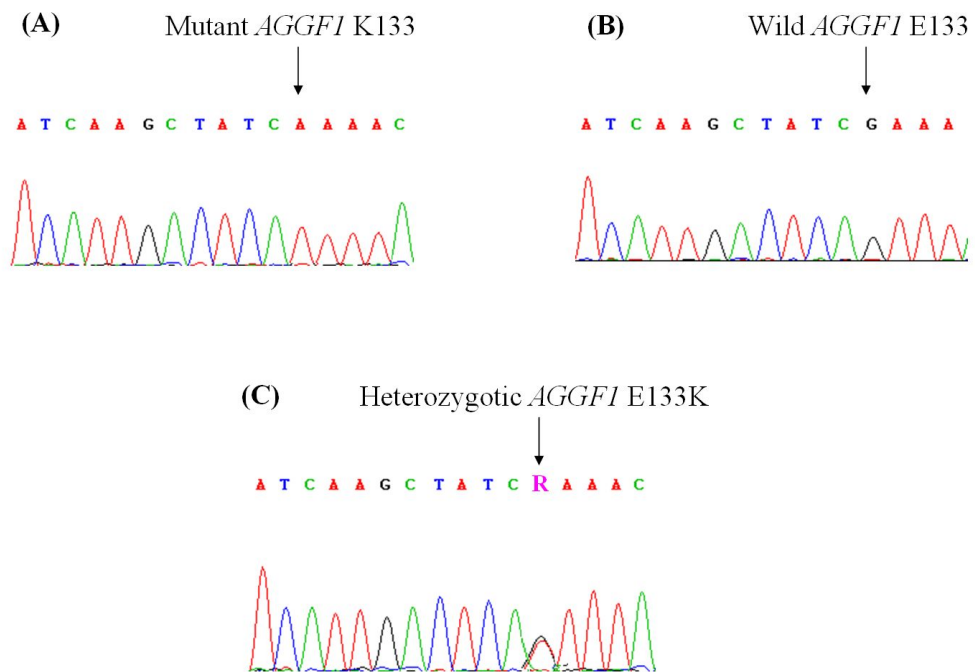 (A) Mutant AGGF1 K133
A T C A A G C T A T C A A A A C
(B) Wild AGGF1 E133
A T C A A G C T A T C G A A A
(C) Heterozygotic AGGF1 E133K
A T C A A G C T A T C R A A A C